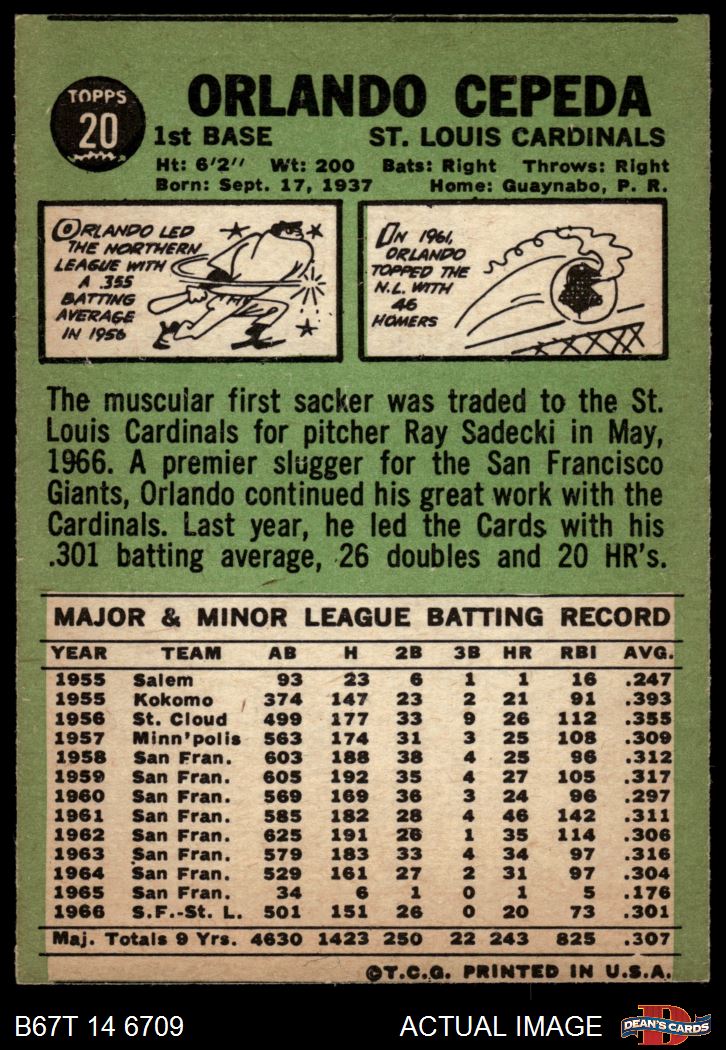 TOPPS
20
ORLANDO CEPEDA
1st BASE ST. LOUIS CARDINALS
Ht: 6'2" Wt: 200 Bats: Right Throws: Right
Born: Sept. 17, 1937 Home: Guaynabo, P. R.
ORLANDO LED
THE NORTHERN
LEAGUE WITH
A .355
BATTING
AVERAGE
IN 1956
IN 1961,
ORLANDO
TOPPED THE
N.L. WITH
46
HOMERS
The muscular first sacker was traded to the St.
Louis Cardinals for pitcher Ray Sadecki in May,
1966. A premier slugger for the San Francisco
Giants, Orlando continued his great work with the
Cardinals. Last year, he led the Cards with his
.301 batting average, 26 doubles and 20 HR's.
MAJOR & MINOR LEAGUE BATTING RECORD
YEAR TEAM AB H 2B 3B HR RBI AVG.
1955 Salem 93 23 6 1 1 16 .247
1955 Kokomo 374 147 23 2 21 91 .393
1956 St. Cloud 499 177 33 9 26 112 .355
1957 Minn'polis 563 174 31 3 25 108 .309
1958 San Fran. 603 188 38 4 25 96 .312
1959 San Fran. 605 192 35 4 27 105 .317
1960 San Fran. 569 169 36 3 24 96 .297
1961 San Fran. 585 182 28 4 46 142 .311
1962 San Fran. 625 191 26 1 35 114 .306
1963 San Fran. 579 183 33 4 34 97 .316
1964 San Fran. 529 161 27 2 31 97 .304
1965 San Fran. 34 6 1 0 1 5 .176
1966 S.F.-St. L. 501 151 26 0 20 73 .301
Maj. Totals 9 Yrs. 4630 1423 250 22 243 825 .307
©T.C.G. PRINTED IN U.S.A.
B67T 14 6709 ACTUAL IMAGE
DEAN'S CARDS